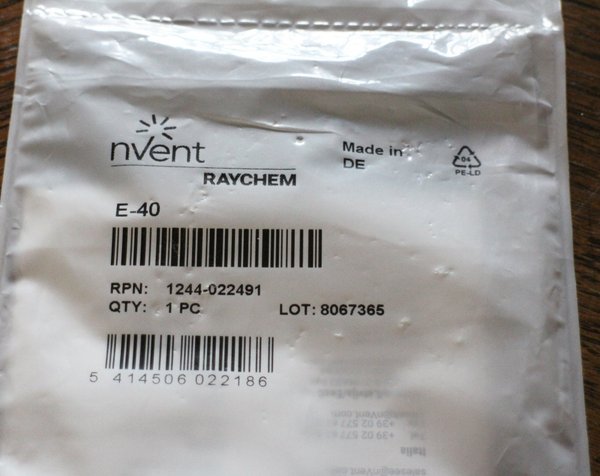 nVent
RAYCHEM
Made in
DE
04
PE-LD
E-40
RPN: 1244-022491
QTY: 1 PC LOT: 8067365
5 414506 022186
Italia